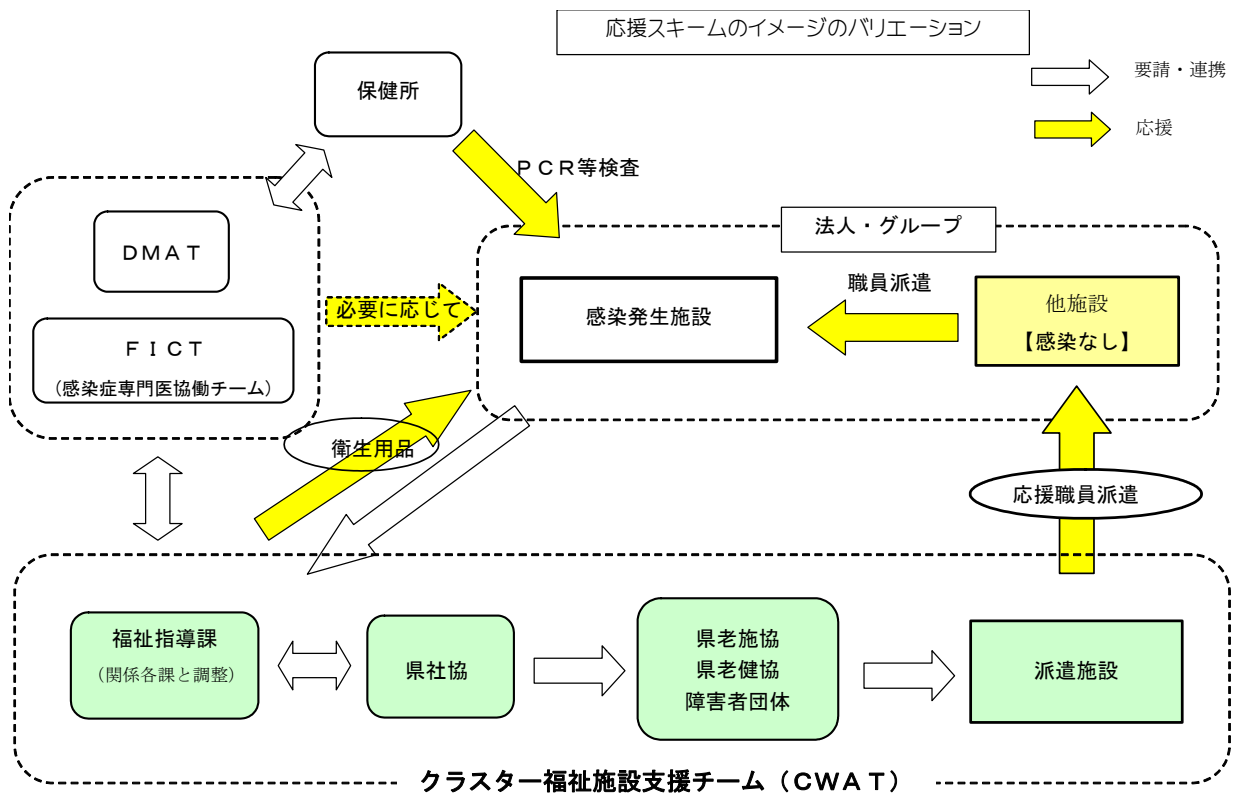 応援スキームのイメージのバリエーション
要請・連携
応援
保健所
ＰＣＲ等検査
法人・グループ
ＤＭＡＴ
ＦＩＣＴ
(感染症専門医協働チーム)
必要に応じて
感染発生施設
職員派遣
他施設
【感染なし】
衛生用品
応援職員派遣
福祉指導課
(関係各課と調整)
県社協
県老施協
県老健協
障害者団体
派遣施設
クラスター福祉施設支援チーム（ＣＷＡＴ）